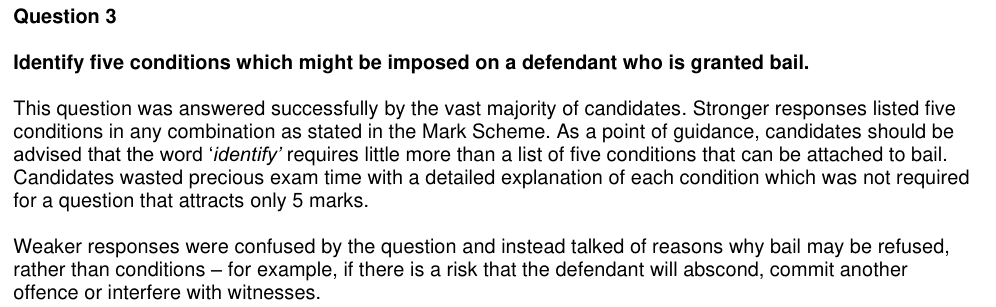 Question 3
Identify five conditions which might be imposed on a defendant who is granted bail.
This question was answered successfully by the vast majority of candidates. Stronger responses listed five
conditions in any combination as stated in the Mark Scheme. As a point of guidance, candidates should be
advised that the word ‘identify’ requires little more than a list of five conditions that can be attached to bail.
Candidates wasted precious exam time with a detailed explanation of each condition which was not required
for a question that attracts only 5 marks.
Weaker responses were confused by the question and instead talked of reasons why bail may be refused,
rather than conditions – for example, if there is a risk that the defendant will abscond, commit another
offence or interfere with witnesses.